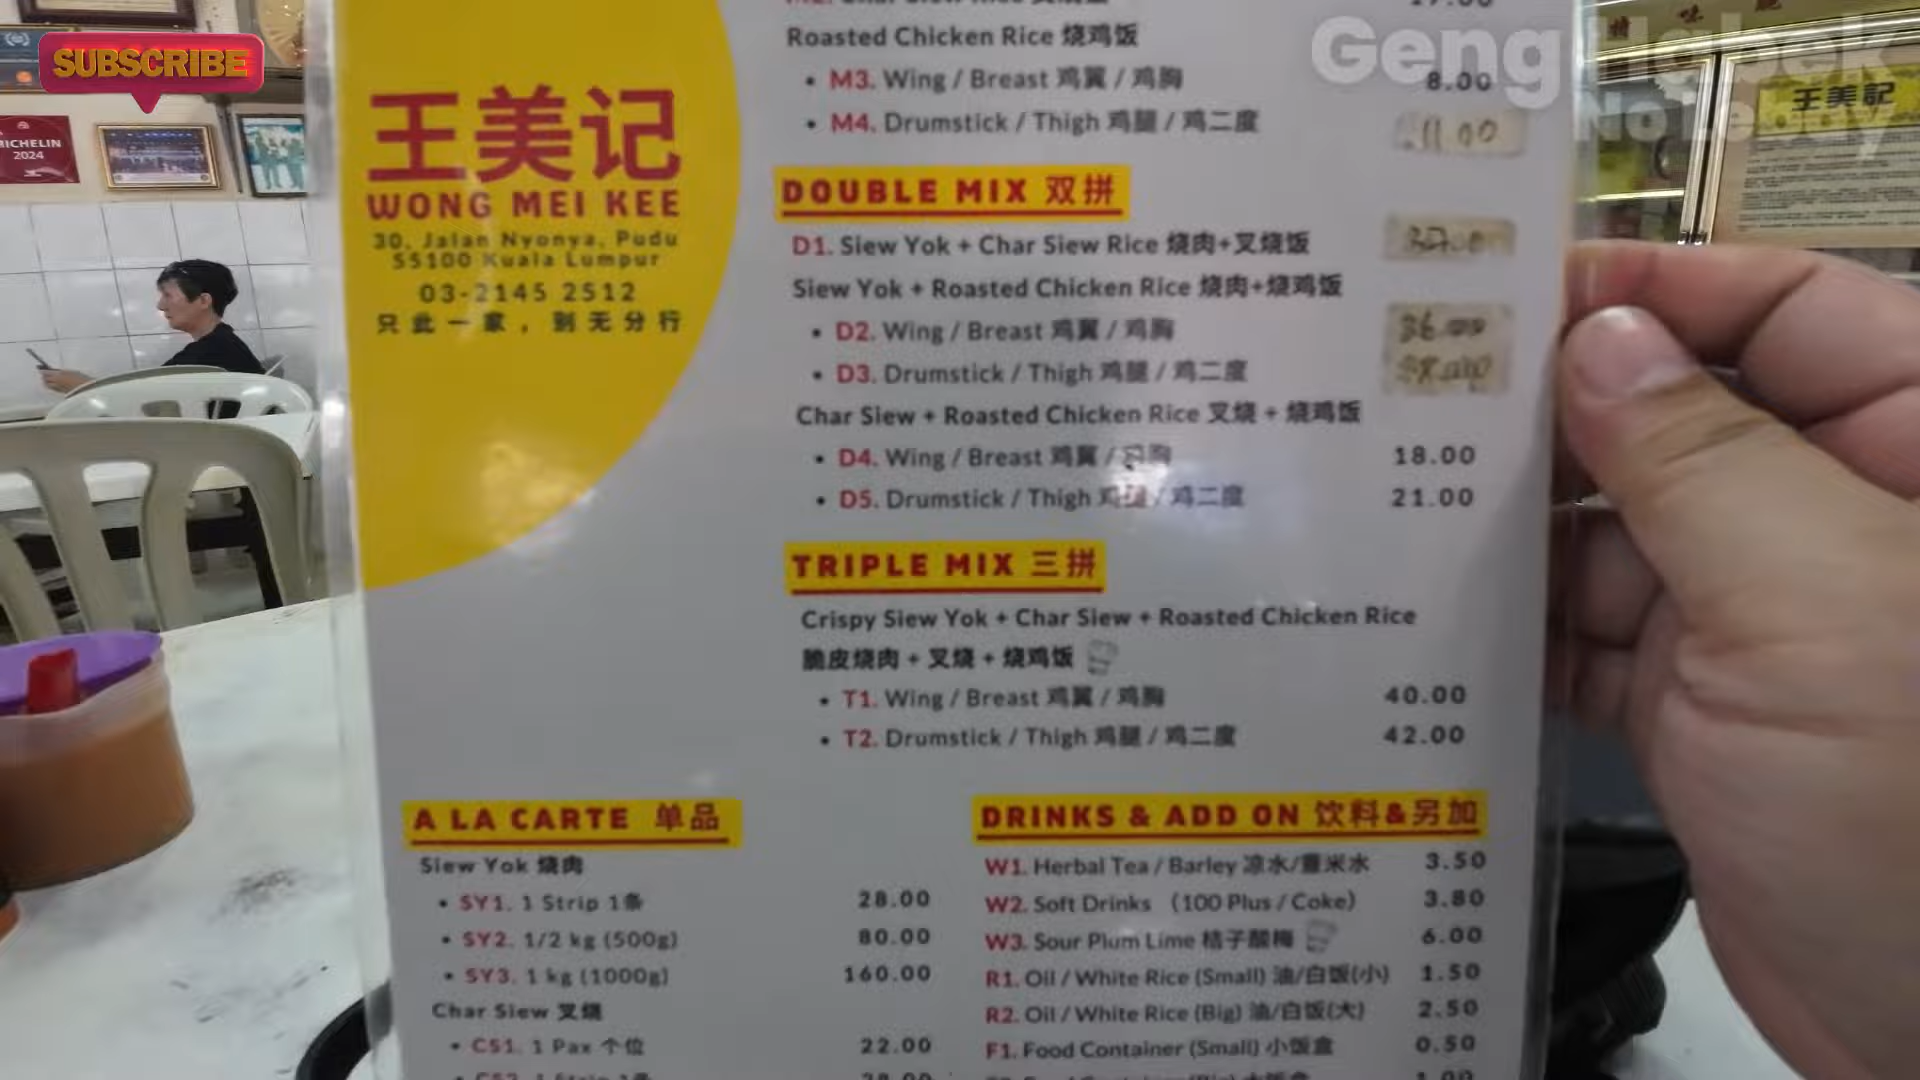 SUBSCRIBE
Geng Nabek
No Leboy
MICHELIN
2024
王美記
王美记
WONG MEI KEE
30, Jalan Nyonya, Pudu
55100 Kuala Lumpur
03-2145 2512
只此一家，别无分行
Roasted Chicken Rice 烧鸡饭
• M3. Wing / Breast 鸡翼 / 鸡胸 8.00
• M4. Drumstick / Thigh 鸡腿 / 鸡二度 11.00
DOUBLE MIX 双拼
D1. Siew Yok + Char Siew Rice 烧肉+叉烧饭
Siew Yok + Roasted Chicken Rice 烧肉+烧鸡饭
• D2. Wing / Breast 鸡翼 / 鸡胸 36.00
• D3. Drumstick / Thigh 鸡腿 / 鸡二度
Char Siew + Roasted Chicken Rice 叉烧 + 烧鸡饭
• D4. Wing / Breast 鸡翼 / 鸡胸 18.00
• D5. Drumstick / Thigh 鸡腿 / 鸡二度 21.00
TRIPLE MIX 三拼
Crispy Siew Yok + Char Siew + Roasted Chicken Rice
脆皮烧肉 + 叉烧 + 烧鸡饭
• T1. Wing / Breast 鸡翼 / 鸡胸 40.00
• T2. Drumstick / Thigh 鸡腿 / 鸡二度 42.00
A LA CARTE 单品
Siew Yok 烧肉
• SY1. 1 Strip 1条 28.00
• SY2. 1/2 kg (500g) 80.00
• SY3. 1 kg (1000g) 160.00
Char Siew 叉烧
• CS1. 1 Pax 个位 22.00
DRINKS & ADD ON 饮料&另加
W1. Herbal Tea / Barley 凉水/薏米水 3.50
W2. Soft Drinks （100 Plus / Coke） 3.80
W3. Sour Plum Lime 桔子酸梅 6.00
R1. Oil / White Rice (Small) 油/白饭(小) 1.50
R2. Oil / White Rice (Big) 油/白饭(大) 2.50
F1. Food Container (Small) 小饭盒 0.50